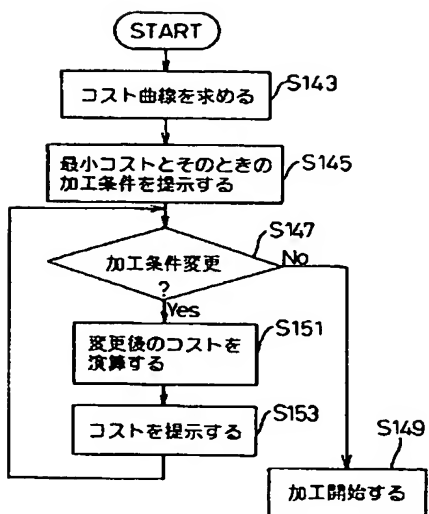 START
コスト曲線を求める
S143
最小コストとそのときの
加工条件を提示する
S145
加工条件変更
?
S147
No
Yes
変更後のコストを
演算する
S151
コストを提示する
S153
S149
加工開始する